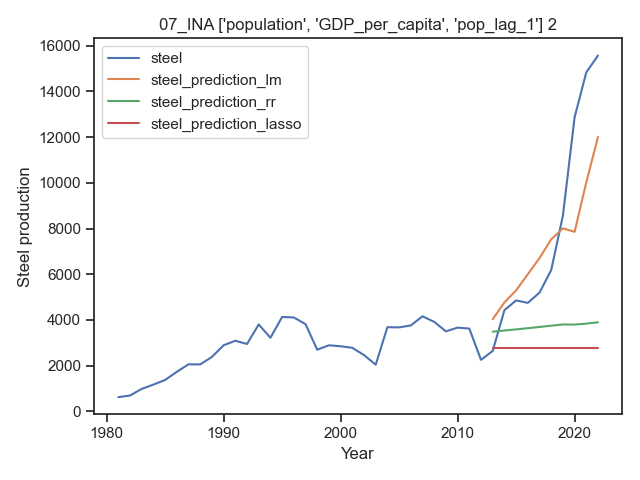 07_INA ['population', 'GDP_per_capita', 'pop_lag_1'] 2
steel
steel_prediction_lm
steel_prediction_rr
steel_prediction_lasso
Steel production
16000
14000
12000
10000
8000
6000
4000
2000
0
1980
1990
2000
2010
2020
Year